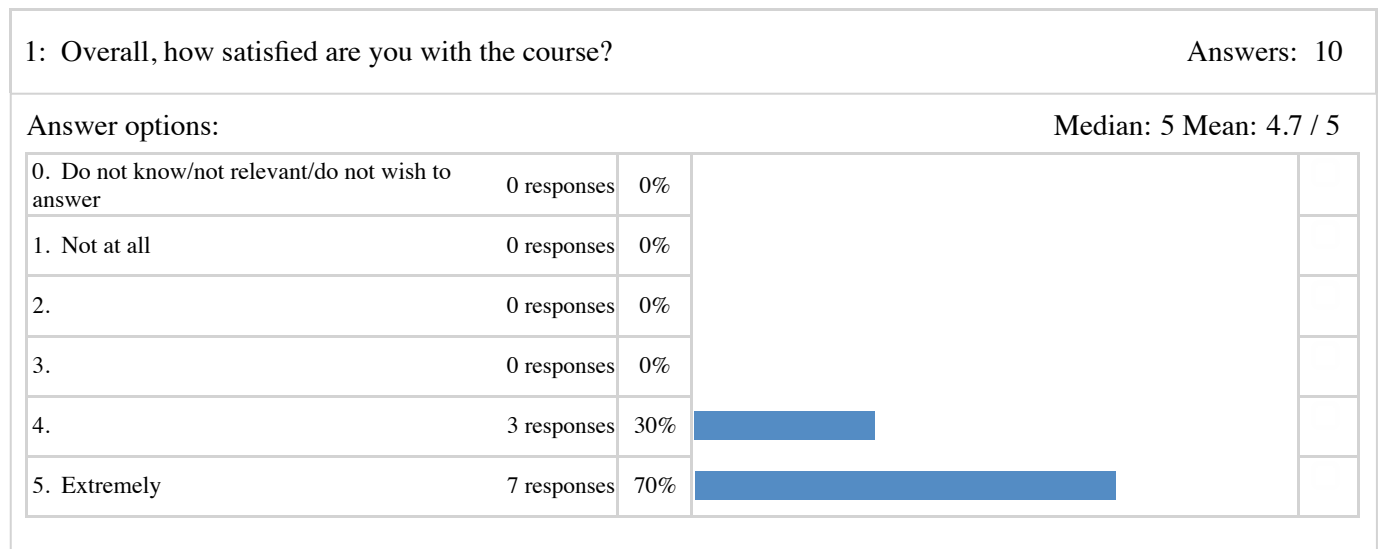 1: Overall, how satisfied are you with the course? Answers: 10
Answer options: Median: 5 Mean: 4.7 / 5
0. Do not know/not relevant/do not wish to
answer 0 responses 0%
1. Not at all 0 responses 0%
2. 0 responses 0%
3. 0 responses 0%
4. 3 responses 30%
5. Extremely 7 responses 70%